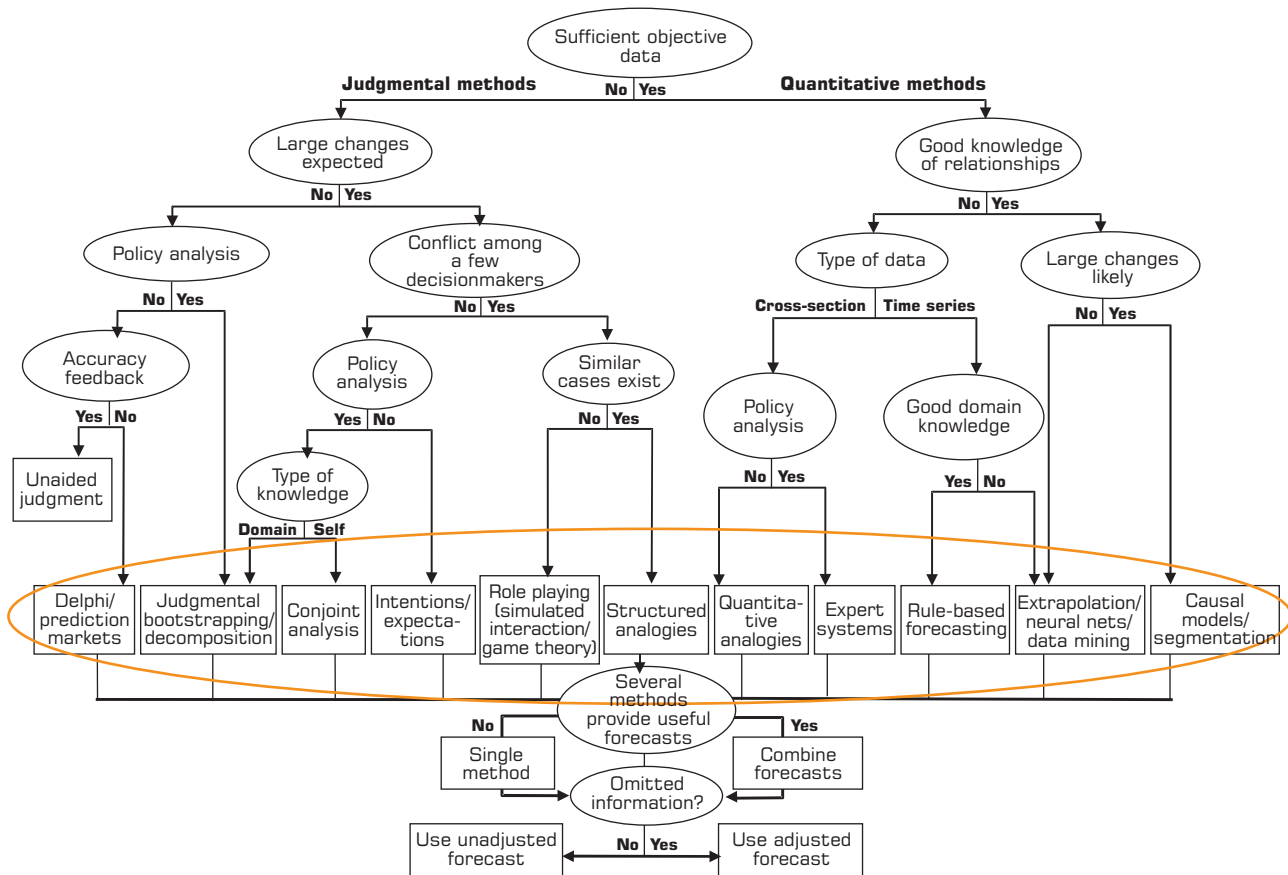 Sufficient objective
data
Judgmental methods
Quantitative methods
No Yes
Large changes
expected
Good knowledge
of relationships
No Yes
No Yes
Policy analysis
Conflict among
a few
decisionmakers
Type of data
Large changes
likely
No Yes
No Yes
Cross-section Time series
No Yes
Accuracy
feedback
Policy
analysis
Similar
cases exist
Policy
analysis
Good domain
knowledge
Yes No
Yes No
No Yes
No Yes
Yes No
Unaided
judgment
Type of
knowledge
Domain Self
Delphi/
prediction
markets
Judgmental
bootstrapping/
decomposition
Conjoint
analysis
Intentions/
expecta-
tions
Role playing
(simulated
interaction/
game theory)
Structured
analogies
Quantita-
tive
analogies
Expert
systems
Rule-based
forecasting
Extrapolation/
neural nets/
data mining
Causal
models/
segmentation
Several
methods
provide useful
forecasts
No
Yes
Single
method
Combine
forecasts
Omitted
information?
No Yes
Use unadjusted
forecast
Use adjusted
forecast